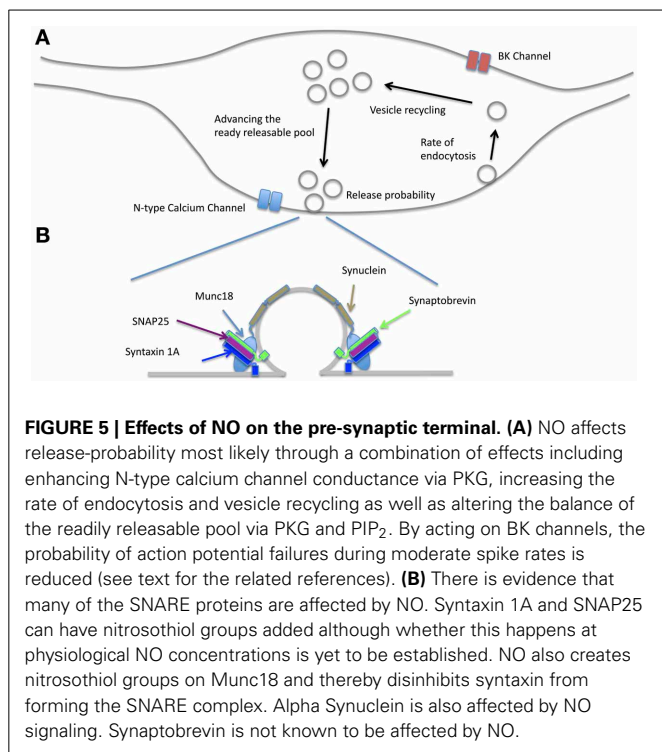 A
BK Channel
Vesicle recycling
Advancing the
ready releasable pool
Rate of
endocytosis
Release probability
N-type Calcium Channel
B
Synuclein
Munc18
Synaptobrevin
SNAP25
Syntaxin 1A
FIGURE 5 | Effects of NO on the pre-synaptic terminal. (A) NO affects
release-probability most likely through a combination of effects including
enhancing N-type calcium channel conductance via PKG, increasing the
rate of endocytosis and vesicle recycling as well as altering the balance of
the readily releasable pool via PKG and PIP₂. By acting on BK channels, the
probability of action potential failures during moderate spike rates is
reduced (see text for the related references). (B) There is evidence that
many of the SNARE proteins are affected by NO. Syntaxin 1A and SNAP25
can have nitrosothiol groups added although whether this happens at
physiological NO concentrations is yet to be established. NO also creates
nitrosothiol groups on Munc18 and thereby disinhibits syntaxin from
forming the SNARE complex. Alpha Synuclein is also affected by NO
signaling. Synaptobrevin is not known to be affected by NO.